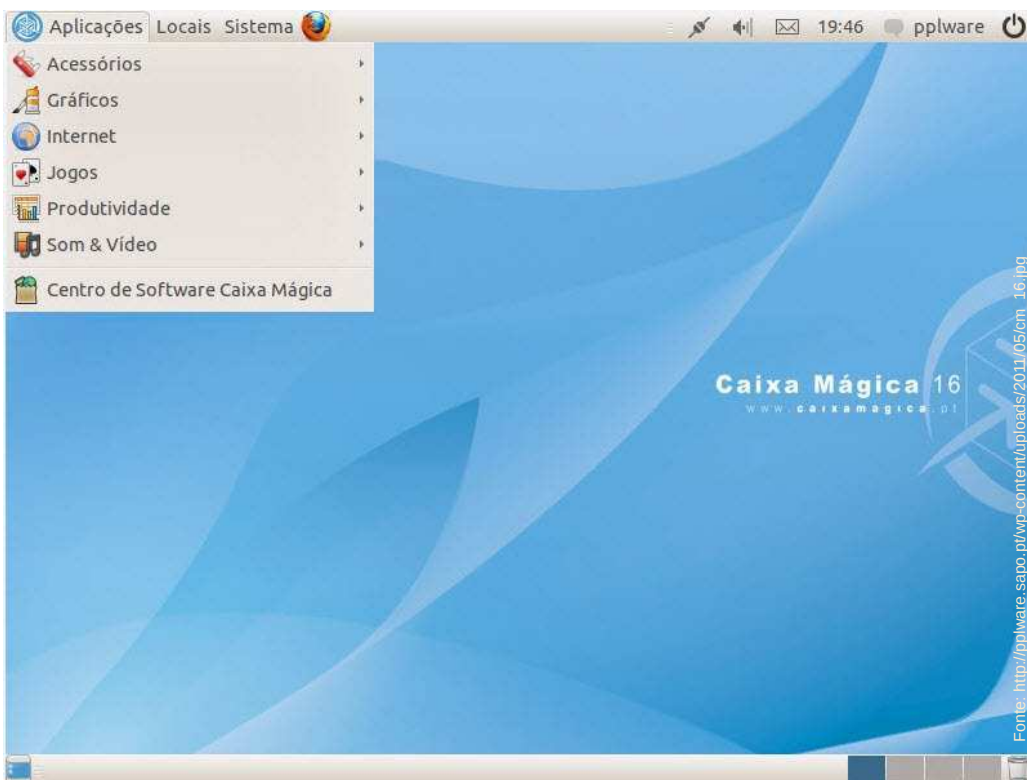 Aplicações Locais Sistema 19:46 pplware
Acessórios
Gráficos
Internet
Jogos
Produtividade
Som & Vídeo
Centro de Software Caixa Mágica
Caixa Mágica 16
www.caixamagica.pt
Fonte: http://pplware.sapo.pt/wp-content/uploads/2011/05/cm_16.jpg